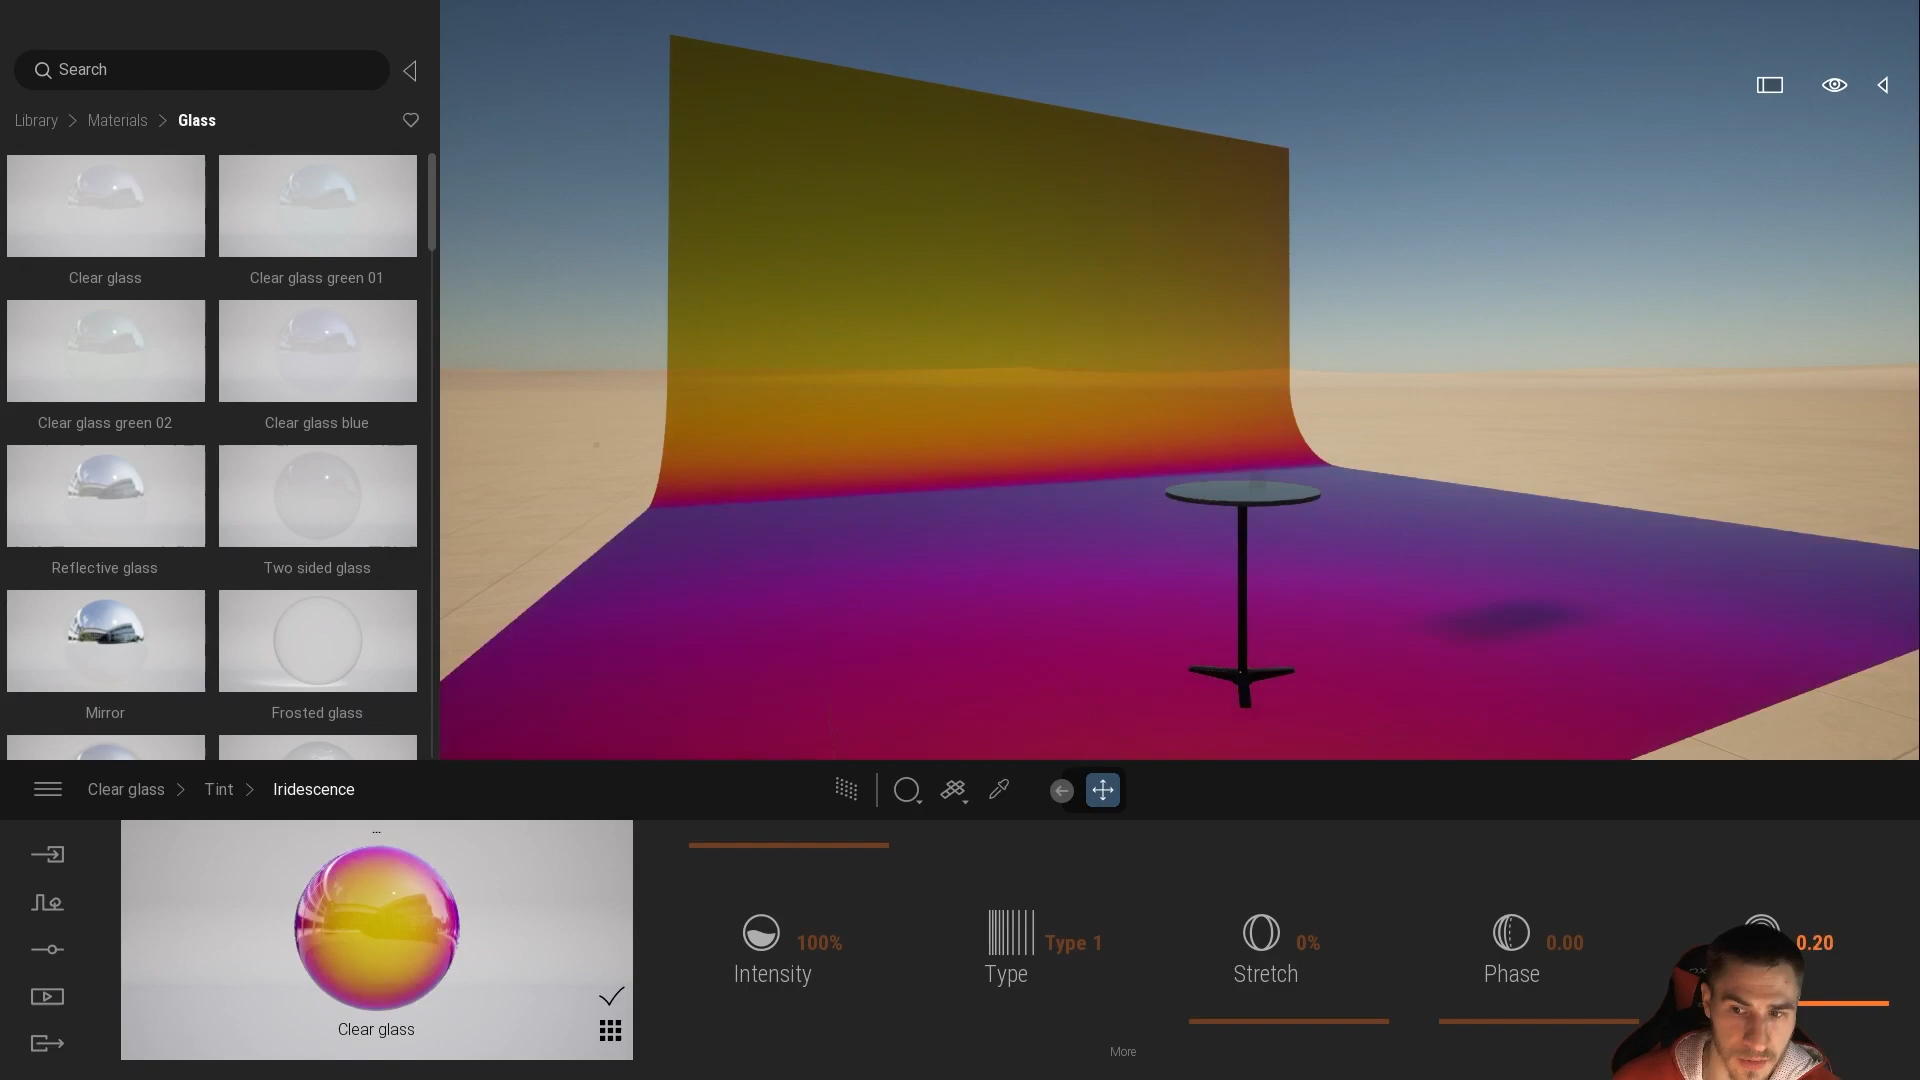 Search
Library Materials Glass
Clear glass Clear glass green 01
Clear glass green 02 Clear glass blue
Reflective glass Two sided glass
Mirror Frosted glass
Clear glass Tint Iridescence
...
Clear glass
100%
Intensity
Type 1
Type
0%
Stretch
0.00
Phase
0.20
More